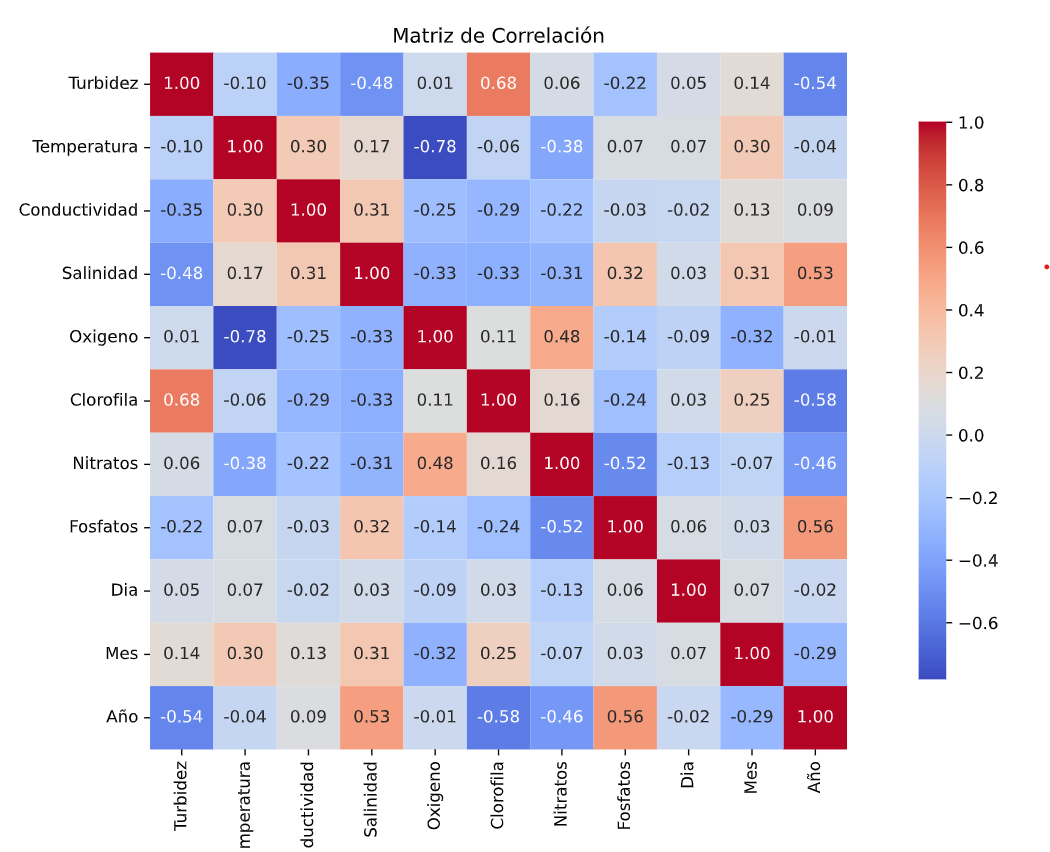 Matriz de Correlación
Turbidez 1.00 -0.10 -0.35 -0.48 0.01 0.68 0.06 -0.22 0.05 0.14 -0.54
Temperatura -0.10 1.00 0.30 0.17 -0.78 -0.06 -0.38 0.07 0.07 0.30 -0.04
Conductividad -0.35 0.30 1.00 0.31 -0.25 -0.29 -0.22 -0.03 -0.02 0.13 0.09
Salinidad -0.48 0.17 0.31 1.00 -0.33 -0.33 -0.31 0.32 0.03 0.31 0.53
Oxigeno 0.01 -0.78 -0.25 -0.33 1.00 0.11 0.48 -0.14 -0.09 -0.32 -0.01
Clorofila 0.68 -0.06 -0.29 -0.33 0.11 1.00 0.16 -0.24 0.03 0.25 -0.58
Nitratos 0.06 -0.38 -0.22 -0.31 0.48 0.16 1.00 -0.52 -0.13 -0.07 -0.46
Fosfatos -0.22 0.07 -0.03 0.32 -0.14 -0.24 -0.52 1.00 0.06 0.03 0.56
Dia 0.05 0.07 -0.02 0.03 -0.09 0.03 -0.13 0.06 1.00 0.07 -0.02
Mes 0.14 0.30 0.13 0.31 -0.32 0.25 -0.07 0.03 0.07 1.00 -0.29
Año -0.54 -0.04 0.09 0.53 -0.01 -0.58 -0.46 0.56 -0.02 -0.29 1.00
Turbidez
mperatura
ductividad
Salinidad
Oxigeno
Clorofila
Nitratos
Fosfatos
Dia
Mes
Año
1.0
0.8
0.6
0.4
0.2
0.0
−0.2
−0.4
−0.6